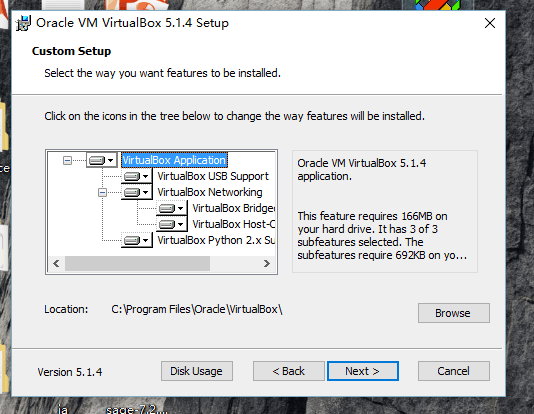 Oracle VM VirtualBox 5.1.4 Setup
Custom Setup
Select the way you want features to be installed.
Click on the icons in the tree below to change the way features will be installed.
VirtualBox Application
VirtualBox USB Support
VirtualBox Networking
VirtualBox Bridge
VirtualBox Host-C
VirtualBox Python 2.x Su
Oracle VM VirtualBox 5.1.4
application.
This feature requires 166MB on
your hard drive. It has 3 of 3
subfeatures selected. The
subfeatures require 692KB on yo...
Location: C:\Program Files\Oracle\VirtualBox\
Browse
Version 5.1.4 Disk Usage < Back Next > Cancel
sage-7.2...